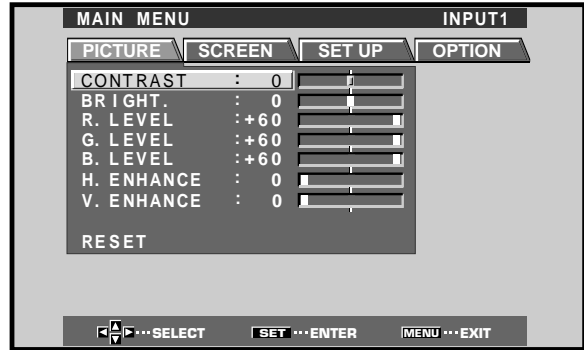 MAIN MENU INPUT1
PICTURE SCREEN SET UP OPTION
CONTRAST : 0
BRIGHT. : 0
R. LEVEL :+60
G. LEVEL :+60
B. LEVEL :+60
H. ENHANCE : 0
V. ENHANCE : 0
RESET
···SELECT SET ···ENTER MENU ···EXIT